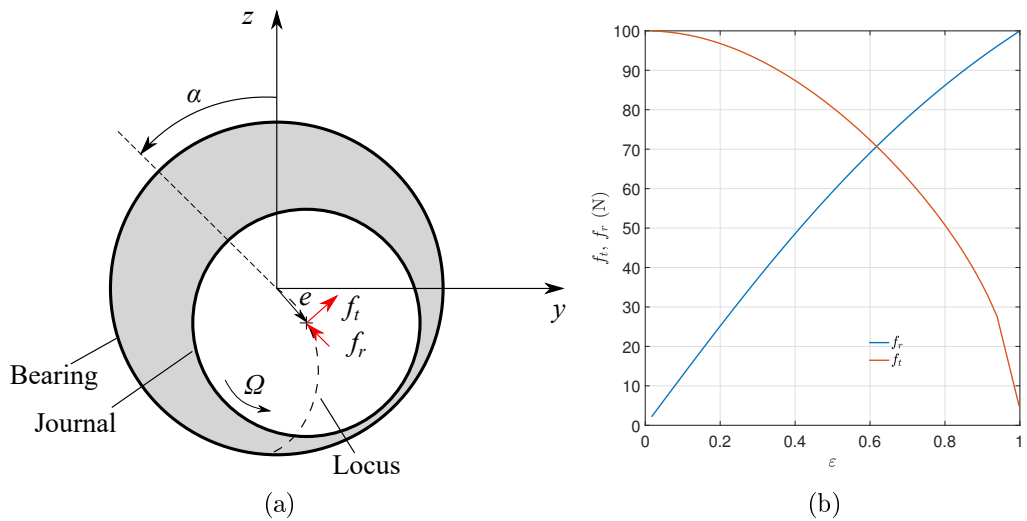 z
α
e
f_t
y
f_r
Bearing
Ω
Journal
Locus
(a)
100
90
80
70
60
50
40
30
20
10
0
f_t, f_r (N)
f_r
f_t
0
0.2
0.4
0.6
0.8
1
ε
(b)